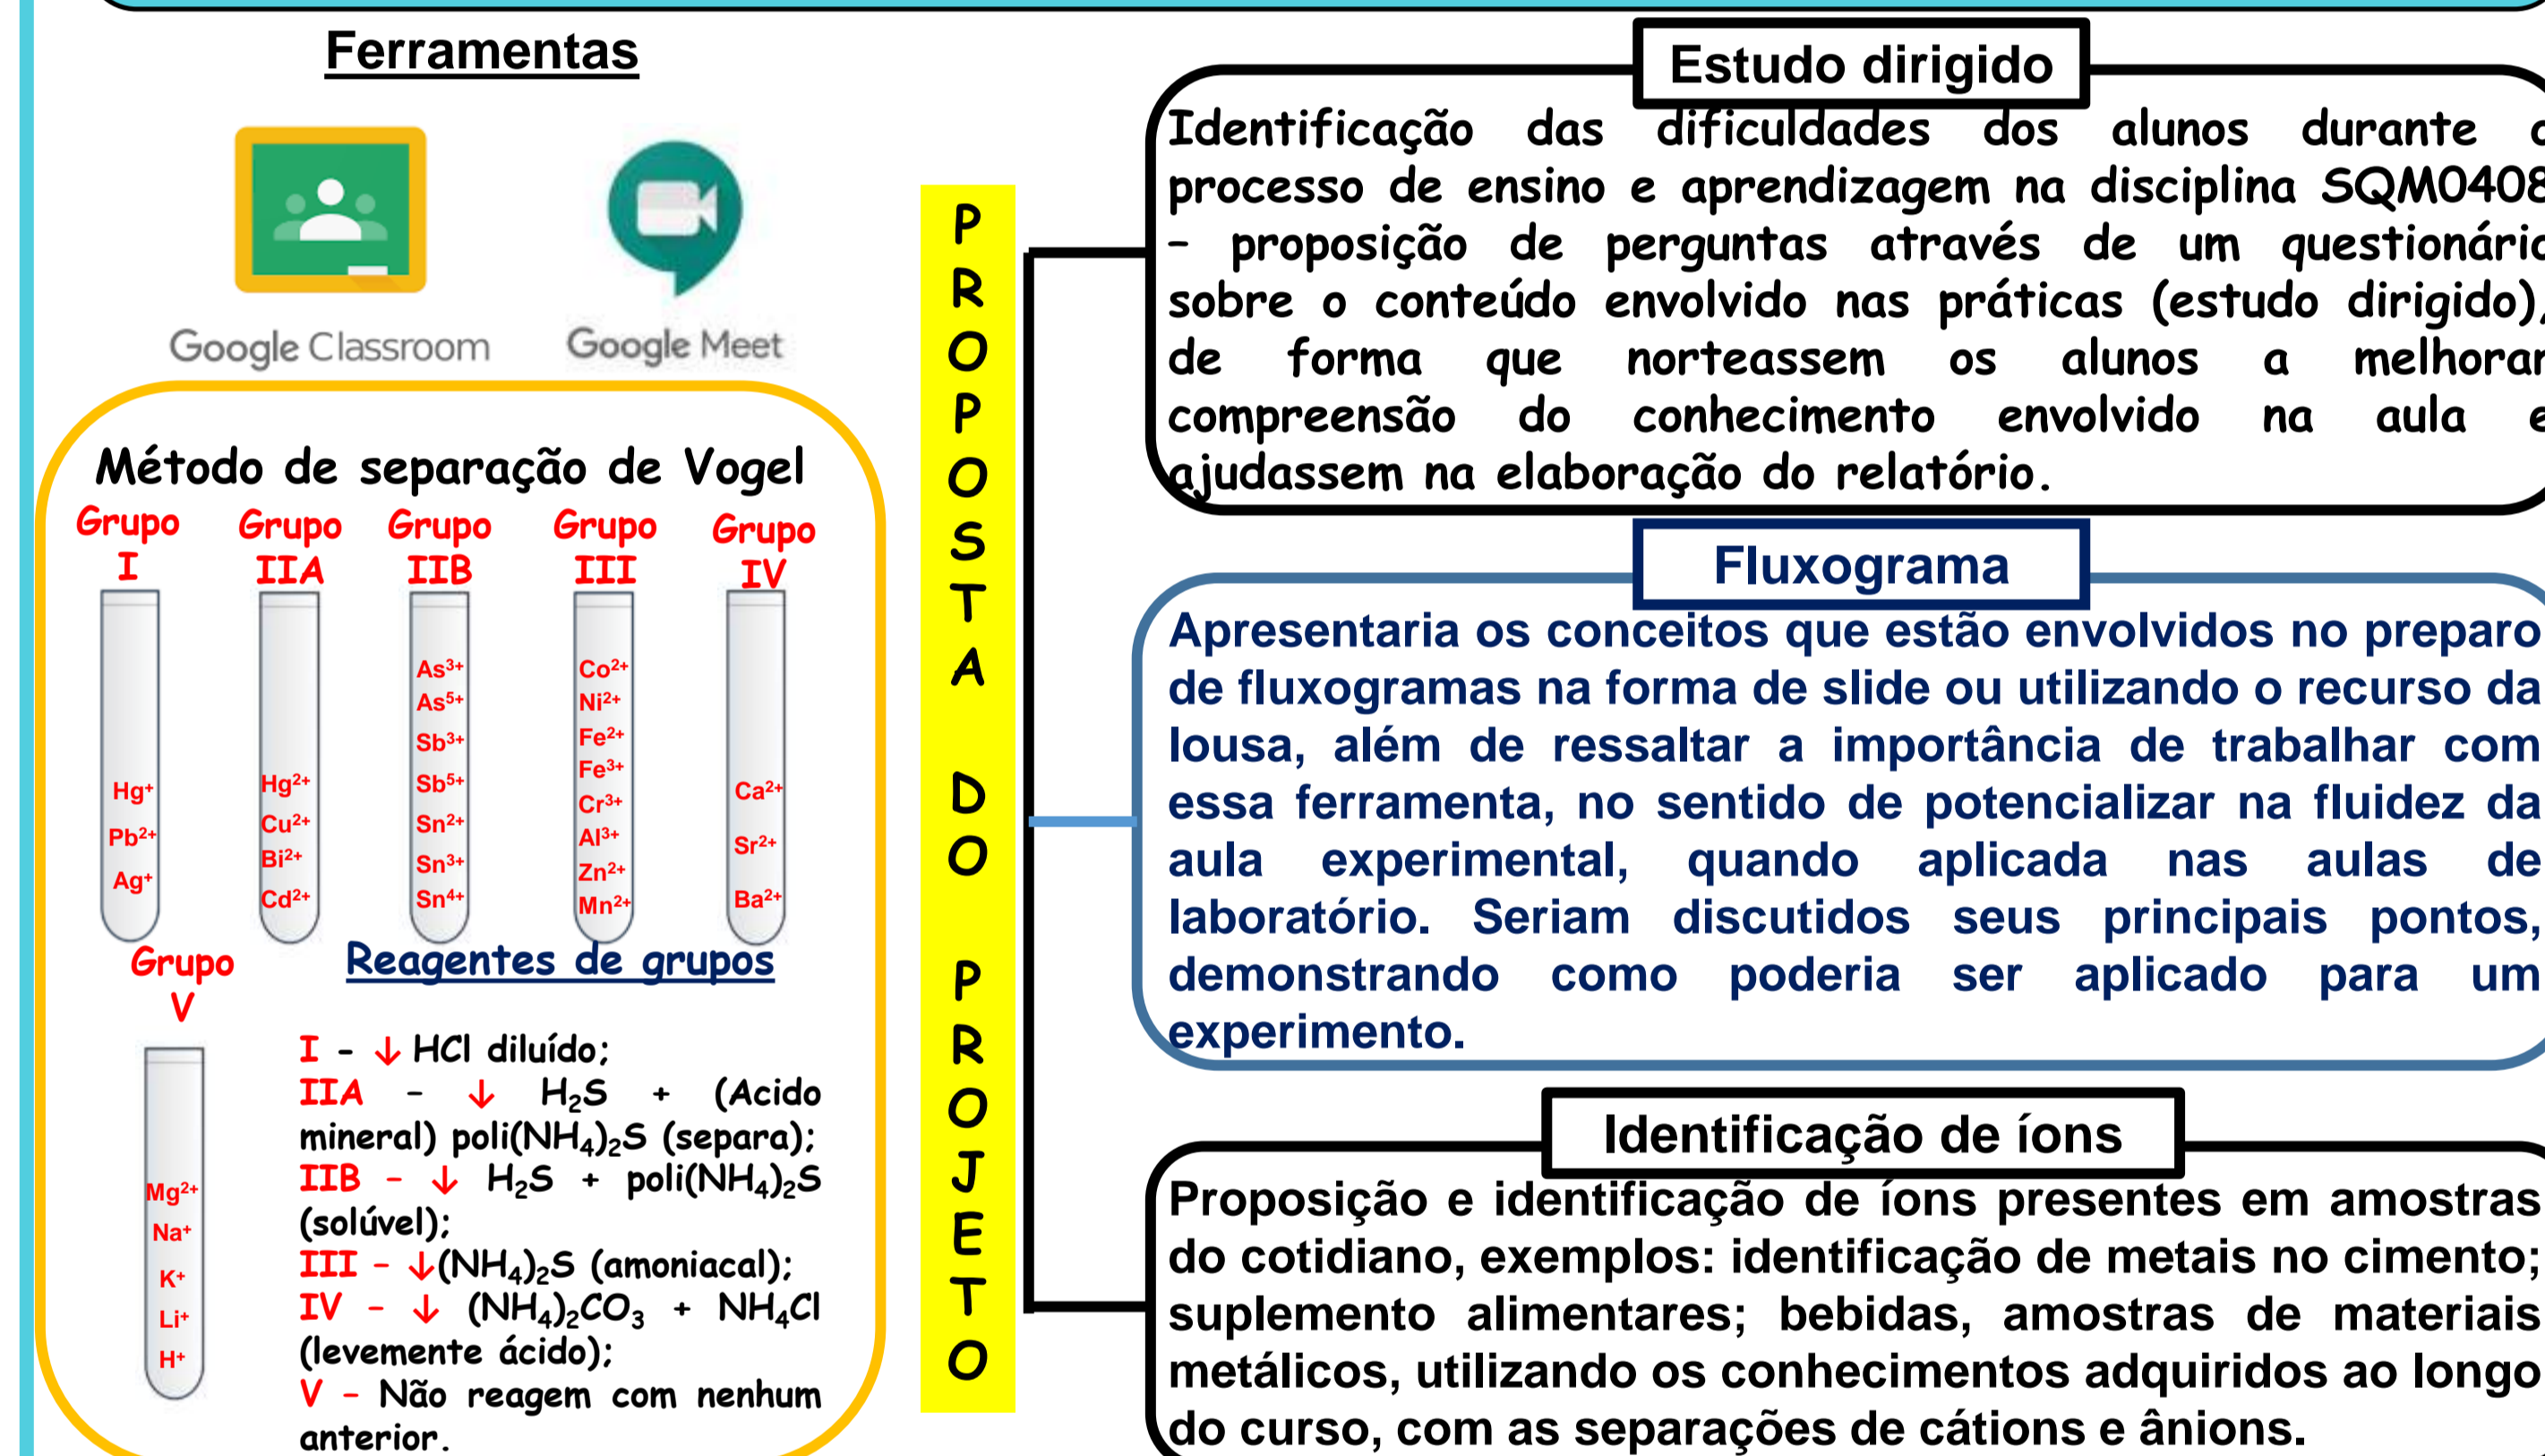 Ferramentas
Google Classroom
Google Meet
Método de separação de Vogel
Grupo I
Grupo IIA
Grupo IIB
Grupo III
Grupo IV
Hg⁺
Pb²⁺
Ag⁺
Hg²⁺
Cu²⁺
Bi²⁺
Cd²⁺
As³⁺
As⁵⁺
Sb³⁺
Sb⁵⁺
Sn²⁺
Sn³⁺
Sn⁴⁺
Co²⁺
Ni²⁺
Fe²⁺
Fe³⁺
Cr³⁺
Al³⁺
Zn²⁺
Mn²⁺
Ca²⁺
Sr²⁺
Ba²⁺
Grupo V
Mg²⁺
Na⁺
K⁺
Li⁺
H⁺
Reagentes de grupos
I - ↓ HCl diluído;
IIA - ↓ H₂S + (Acido
mineral) poli(NH₄)₂S (separa);
IIB - ↓ H₂S + poli(NH₄)₂S
(solúvel);
III - ↓(NH₄)₂S (amoniacal);
IV - ↓ (NH₄)₂CO₃ + NH₄Cl
(levemente ácido);
V - Não reagem com nenhum
anterior.
PROPOSTA DO PROJETO
Estudo dirigido
Identificação das dificuldades dos alunos durante
processo de ensino e aprendizagem na disciplina SQM0408
– proposição de perguntas através de um questionário
sobre o conteúdo envolvido nas práticas (estudo dirigido),
de forma que norteassem os alunos a melhorar
compreensão do conhecimento envolvido na aula e
ajudassem na elaboração do relatório.
Fluxograma
Apresentaria os conceitos que estão envolvidos no preparo
de fluxogramas na forma de slide ou utilizando o recurso da
lousa, além de ressaltar a importância de trabalhar com
essa ferramenta, no sentido de potencializar na fluidez da
aula experimental, quando aplicada nas aulas de
laboratório. Seriam discutidos seus principais pontos,
demonstrando como poderia ser aplicado para um
experimento.
Identificação de íons
Proposição e identificação de íons presentes em amostras
do cotidiano, exemplos: identificação de metais no cimento;
suplemento alimentares; bebidas, amostras de materiais
metálicos, utilizando os conhecimentos adquiridos ao longo
do curso, com as separações de cátions e ânions.